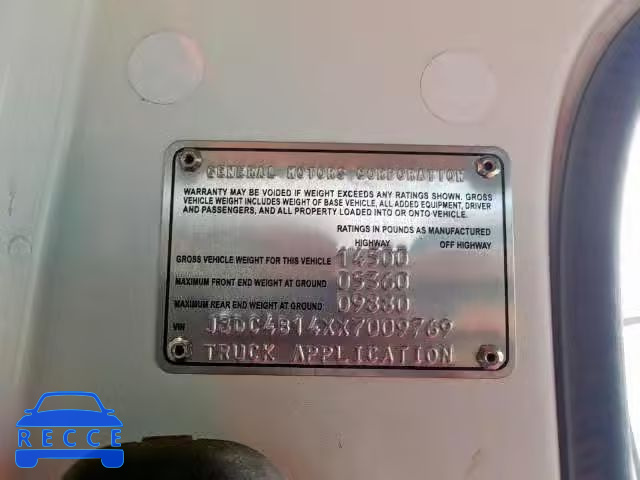 GENERAL MOTORS CORPORATION
WARRANTY MAY BE VOIDED IF WEIGHT EXCEEDS ANY RATINGS SHOWN, GROSS
VEHICLE WEIGHT INCLUDES WEIGHT OF BASE VEHICLE, ALL ADDED EQUIPMENT, DRIVER
AND PASSENGERS, AND ALL PROPERTY LOADED INTO OR ONTO VEHICLE.
RATINGS IN POUNDS AS MANUFACTURED
HIGHWAY OFF HIGHWAY
GROSS VEHICLE WEIGHT FOR THIS VEHICLE 14500
MAXIMUM FRONT END WEIGHT AT GROUND 05360
MAXIMUM REAR END WEIGHT AT GROUND 09880
VIN J8DC4B14XX7009769
TRUCK APPLICATION
RECCE